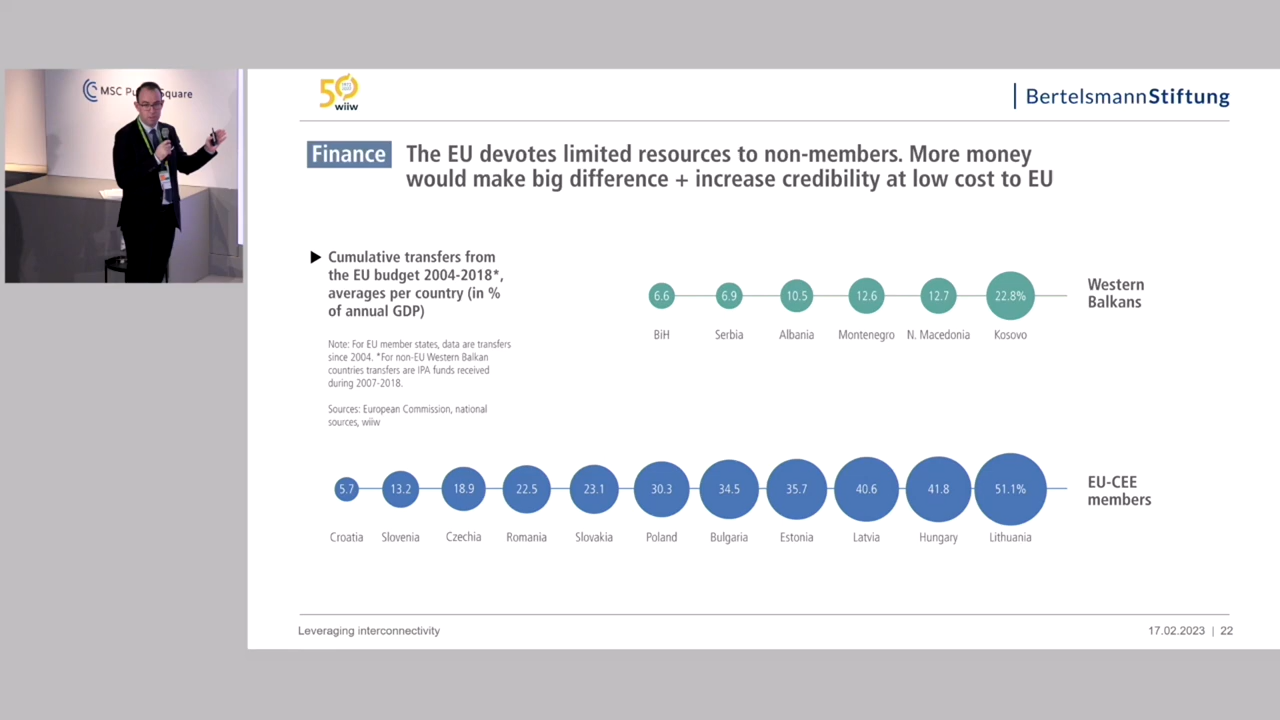 MSC Pu Square
50
wiiw
BertelsmannStiftung
Finance
The EU devotes limited resources to non-members. More money
would make big difference + increase credibility at low cost to EU
▶ Cumulative transfers from
the EU budget 2004-2018*,
averages per country (in %
of annual GDP)
Note: For EU member states, data are transfers
since 2004. *For non-EU Western Balkan
countries transfers are IPA funds received
during 2007-2018.
Sources: European Commission, national
sources, wiiw
6.6 6.9 10.5 12.6 12.7 22.8%
BiH Serbia Albania Montenegro N. Macedonia Kosovo
Western
Balkans
5.7 13.2 18.9 22.5 23.1 30.3 34.5 35.7 40.6 41.8 51.1%
Croatia Slovenia Czechia Romania Slovakia Poland Bulgaria Estonia Latvia Hungary Lithuania
EU-CEE
members
Leveraging interconnectivity
17.02.2023 | 22